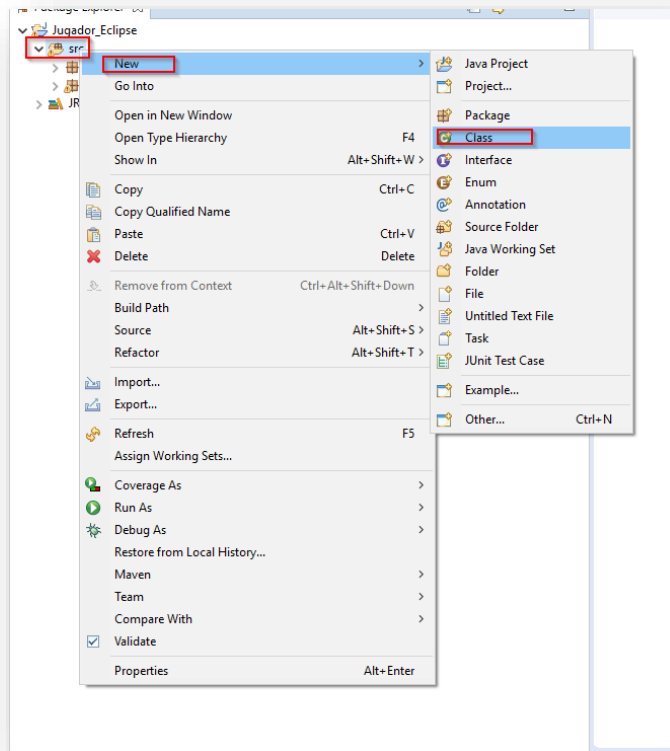 Package Explorer
Jugador_Eclipse
src
JR
New >
Go Into
Open in New Window
Open Type Hierarchy F4
Show In Alt+Shift+W >
Copy Ctrl+C
Copy Qualified Name
Paste Ctrl+V
Delete Delete
Remove from Context Ctrl+Alt+Shift+Down
Build Path >
Source Alt+Shift+S >
Refactor Alt+Shift+T >
Import...
Export...
Refresh F5
Assign Working Sets...
Coverage As >
Run As >
Debug As >
Restore from Local History...
Maven >
Team >
Compare With >
Validate
Properties Alt+Enter
Java Project
Project...
Package
Class
Interface
Enum
Annotation
Source Folder
Java Working Set
Folder
File
Untitled Text File
Task
JUnit Test Case
Example...
Other... Ctrl+N